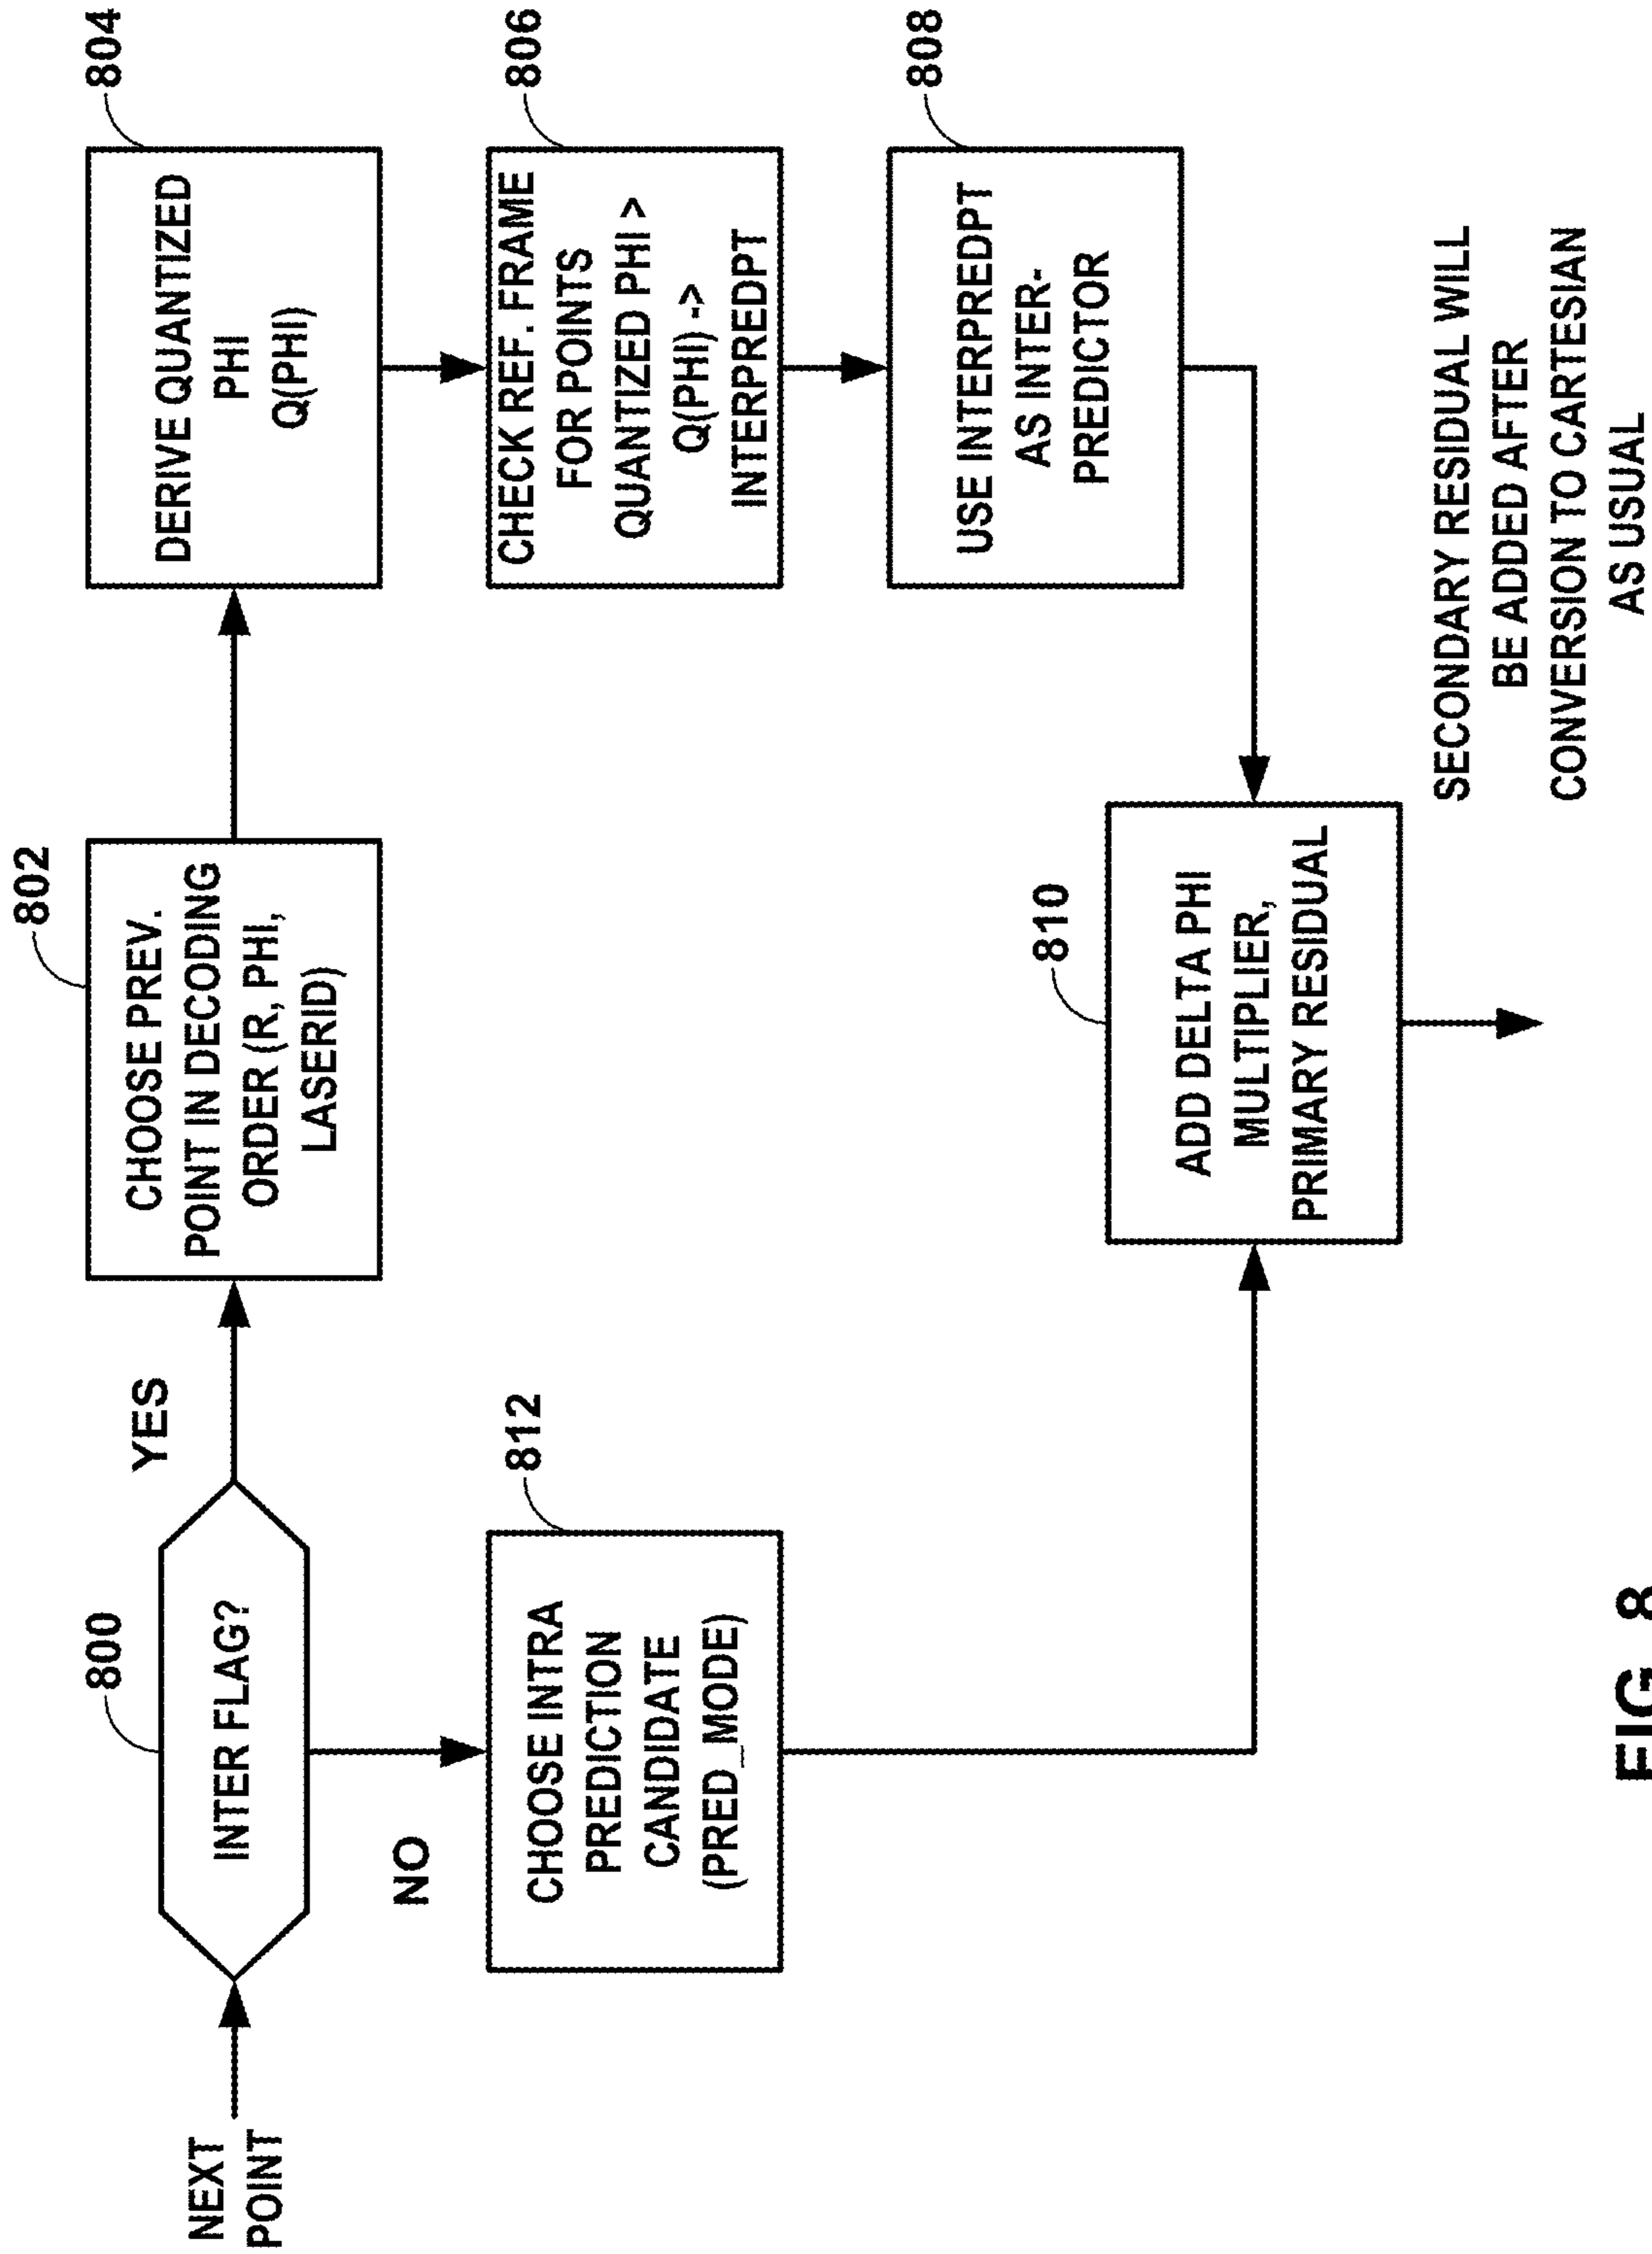 NEXT
POINT
800
INTER FLAG?
YES
NO
802
CHOOSE PREV.
POINT IN DECODING
ORDER (R, PHI,
LASERID)
804
DERIVE QUANTIZED
PHI
Q(PHI)
806
CHECK REF. FRAME
FOR POINTS
QUANTIZED PHI >
Q(PHI) ->
INTERPREDPT
808
USE INTERPREDPT
AS INTER-
PREDICTOR
812
CHOOSE INTRA
PREDICTION
CANDIDATE
(PRED_MODE)
810
ADD DELTA PHI
MULTIPLIER,
PRIMARY RESIDUAL
SECONDARY RESIDUAL WILL
BE ADDED AFTER
CONVERSION TO CARTESIAN
AS USUAL
FIG. 8